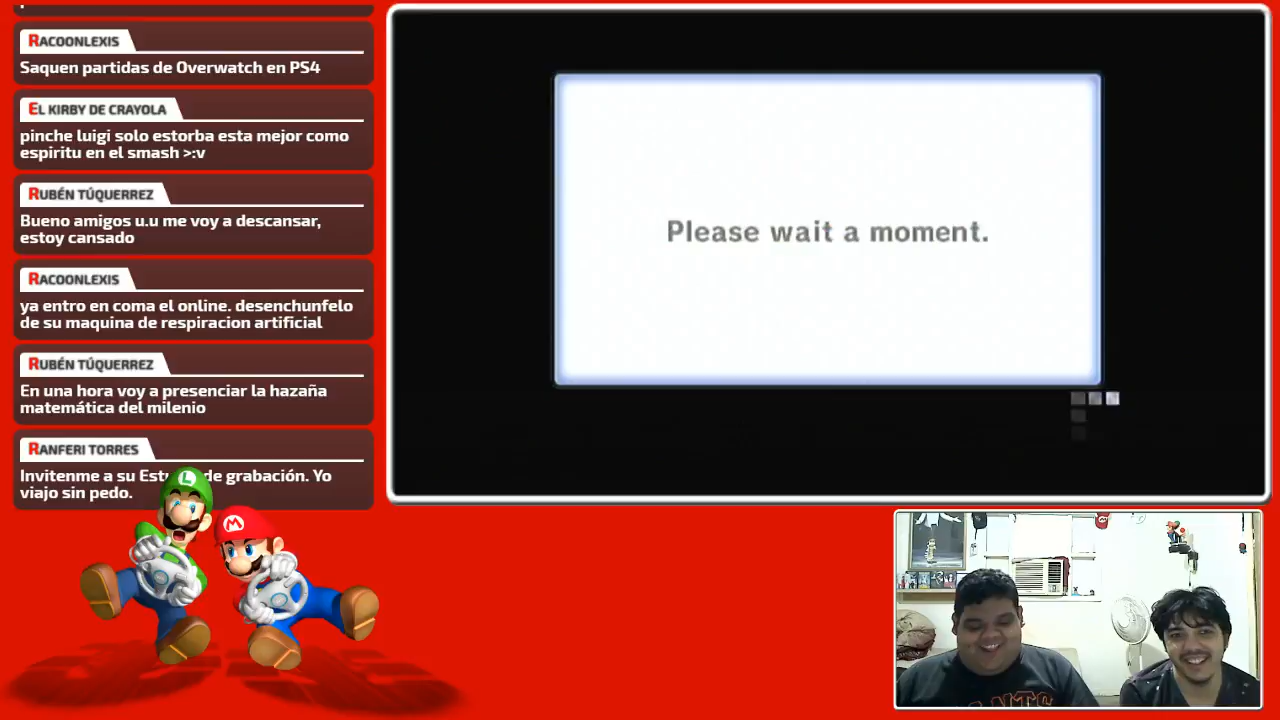 RACOONLEXIS
Saquen partidas de Overwatch en PS4
EL KIRBY DE CRAYOLA
pinche luigi solo estorba esta mejor como
espiritu en el smash >:v
RUBÉN TÚQUERREZ
Bueno amigos u.u me voy a descansar,
estoy cansado
RACOONLEXIS
ya entro en coma el online. desenchunfelo
de su maquina de respiracion artificial
RUBÉN TÚQUERREZ
En una hora voy a presenciar la hazaña
matemática del milenio
RANFERI TORRES
Invitenme a su Est de grabación. Yo
viajo sin pedo.
Please wait a moment.
L
M